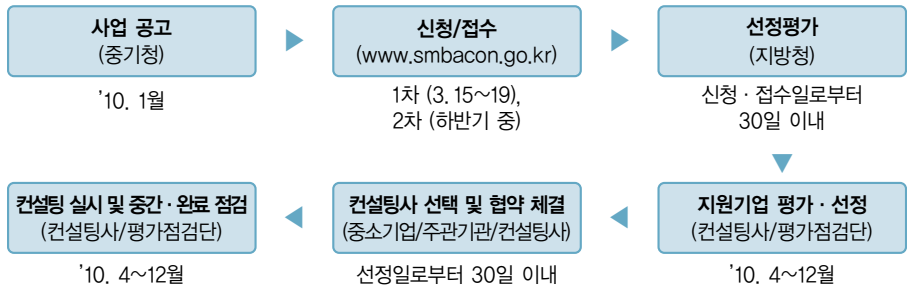 사업 공고
(중기청)
'10. 1월
신청/접수
(www.smbacon.go.kr)
1차 (3. 15~19),
2차 (하반기 중)
선정평가
(지방청)
신청·접수일로부터
30일 이내
지원기업 평가·선정
(컨설팅사/평가점검단)
'10. 4~12월
컨설팅사 선택 및 협약 체결
(중소기업/주관기관/컨설팅사)
선정일로부터 30일 이내
컨설팅 실시 및 중간·완료 점검
(컨설팅사/평가점검단)
'10. 4~12월